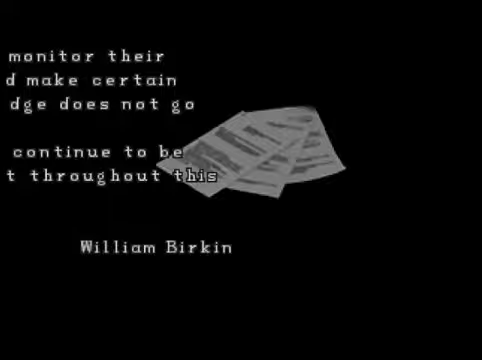 monitor their
d make certain
dge does not go
continue to be
t throughout this
William Birkin